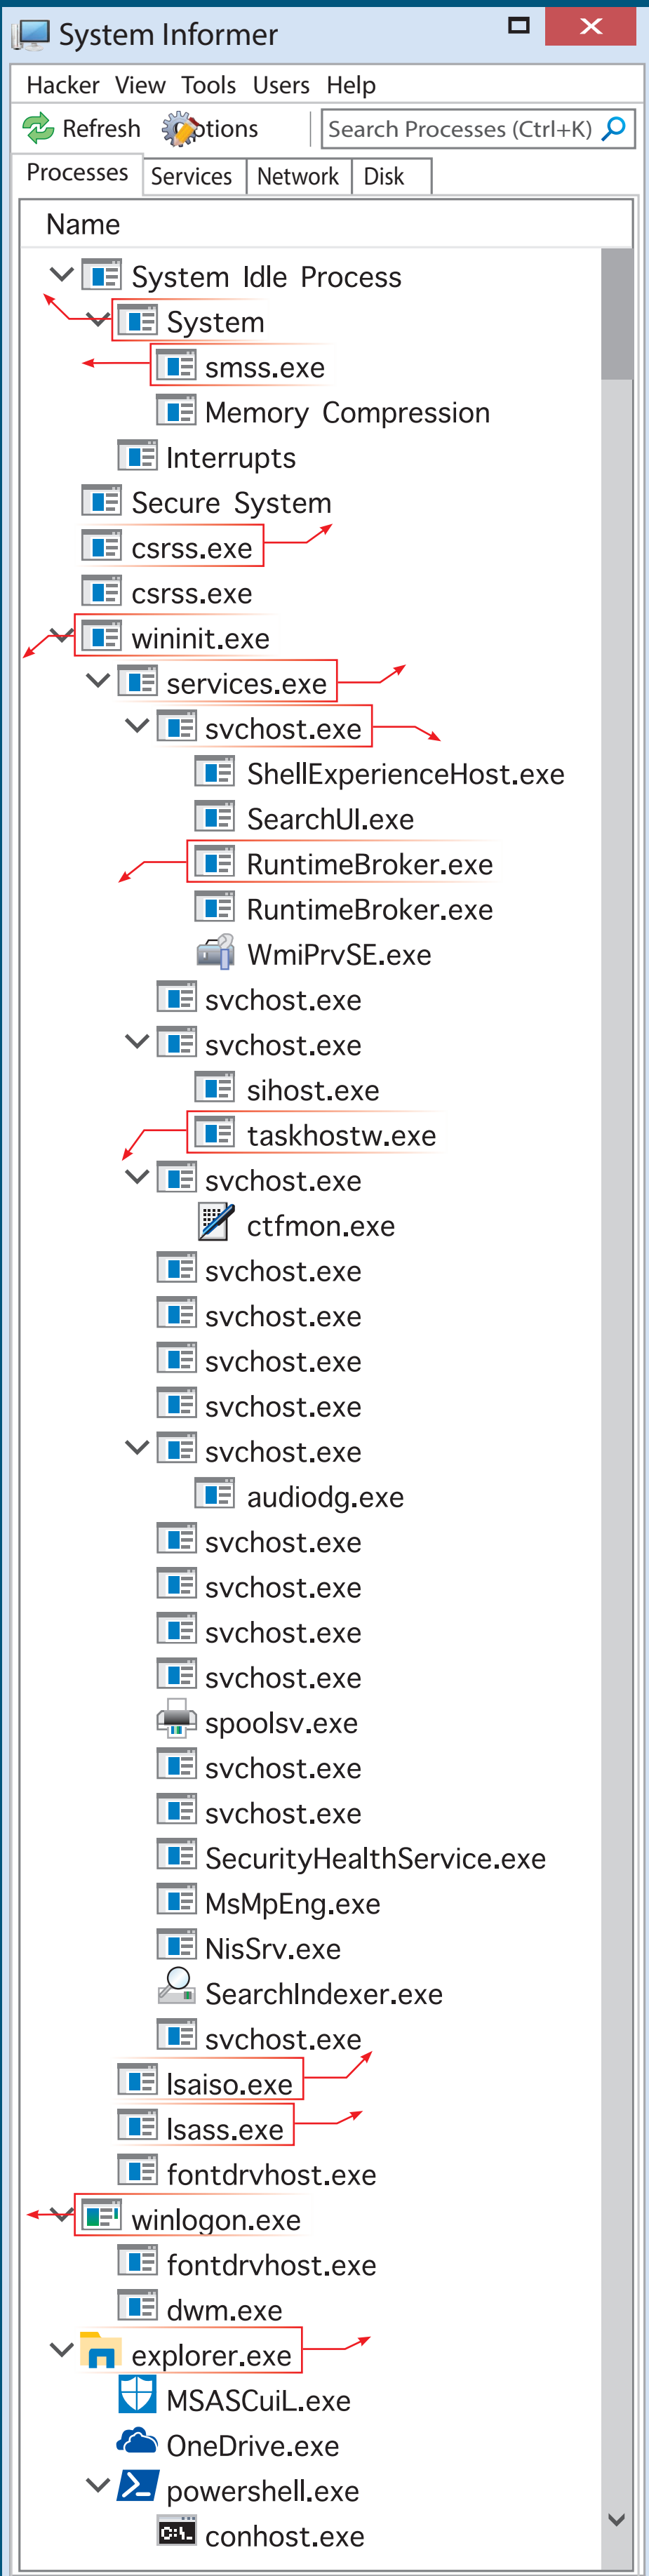 System Informer
Hacker View Tools Users Help
Refresh Options Search Processes (Ctrl+K)
Processes Services Network Disk
Name
System Idle Process
System
smss.exe
Memory Compression
Interrupts
Secure System
csrss.exe
csrss.exe
wininit.exe
services.exe
svchost.exe
ShellExperienceHost.exe
SearchUI.exe
RuntimeBroker.exe
RuntimeBroker.exe
WmiPrvSE.exe
svchost.exe
svchost.exe
sihost.exe
taskhostw.exe
svchost.exe
ctfmon.exe
svchost.exe
svchost.exe
svchost.exe
svchost.exe
svchost.exe
audiodg.exe
svchost.exe
svchost.exe
svchost.exe
svchost.exe
spoolsv.exe
svchost.exe
svchost.exe
SecurityHealthService.exe
MsMpEng.exe
NisSrv.exe
SearchIndexer.exe
svchost.exe
lsaiso.exe
lsass.exe
fontdrvhost.exe
winlogon.exe
fontdrvhost.exe
dwm.exe
explorer.exe
MSASCuiL.exe
OneDrive.exe
powershell.exe
C:\_ conhost.exe